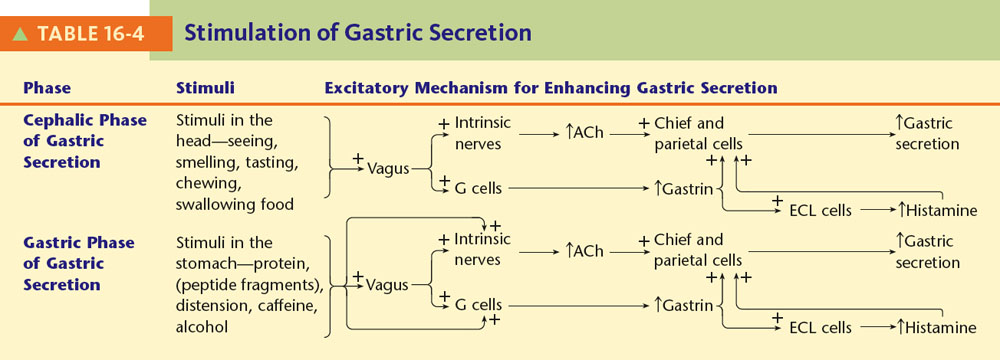 ▲ TABLE 16-4 Stimulation of Gastric Secretion
Phase Stimuli Excitatory Mechanism for Enhancing Gastric Secretion
Cephalic Phase
of Gastric
Secretion
Stimuli in the
head—seeing,
smelling, tasting,
chewing,
swallowing food
+ Vagus
+ Intrinsic
nerves
↑ACh
+ Chief and
parietal cells
↑Gastric
secretion
+ G cells
↑Gastrin
+ +
+ ECL cells
↑Histamine
Gastric Phase
of Gastric
Secretion
Stimuli in the
stomach—protein,
(peptide fragments),
distension, caffeine,
alcohol
+ Vagus
+
+ Intrinsic
nerves
↑ACh
+ Chief and
parietal cells
↑Gastric
secretion
+ G cells
+
↑Gastrin
+ +
+ ECL cells
↑Histamine